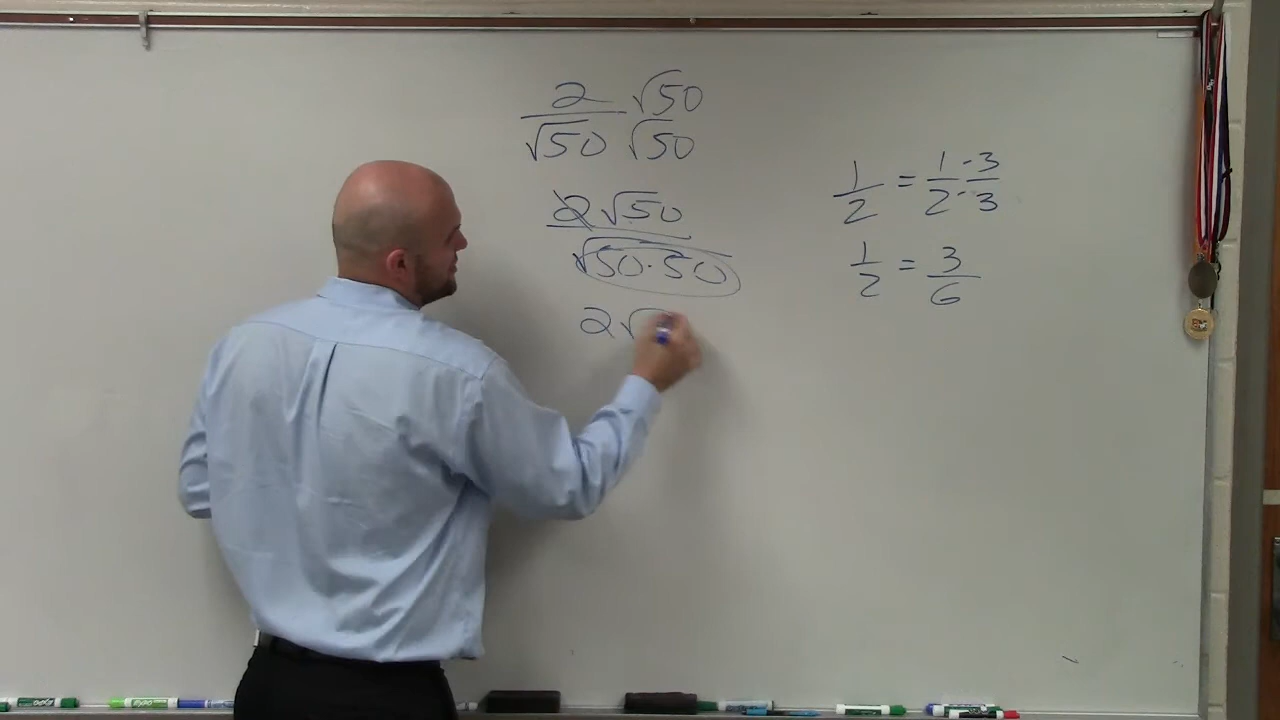 2 √50
√50 √50
2√50
√50·50
2√
1/2 = 1·3/2·3
1/2 = 3/6
EXPO